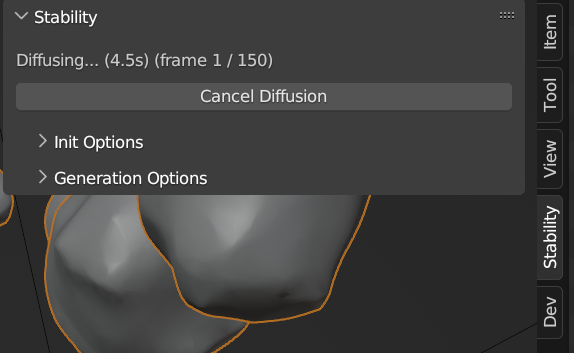 Stability
Diffusing... (4.5s) (frame 1 / 150)
Cancel Diffusion
Init Options
Generation Options
Item
Tool
View
Stability
Dev